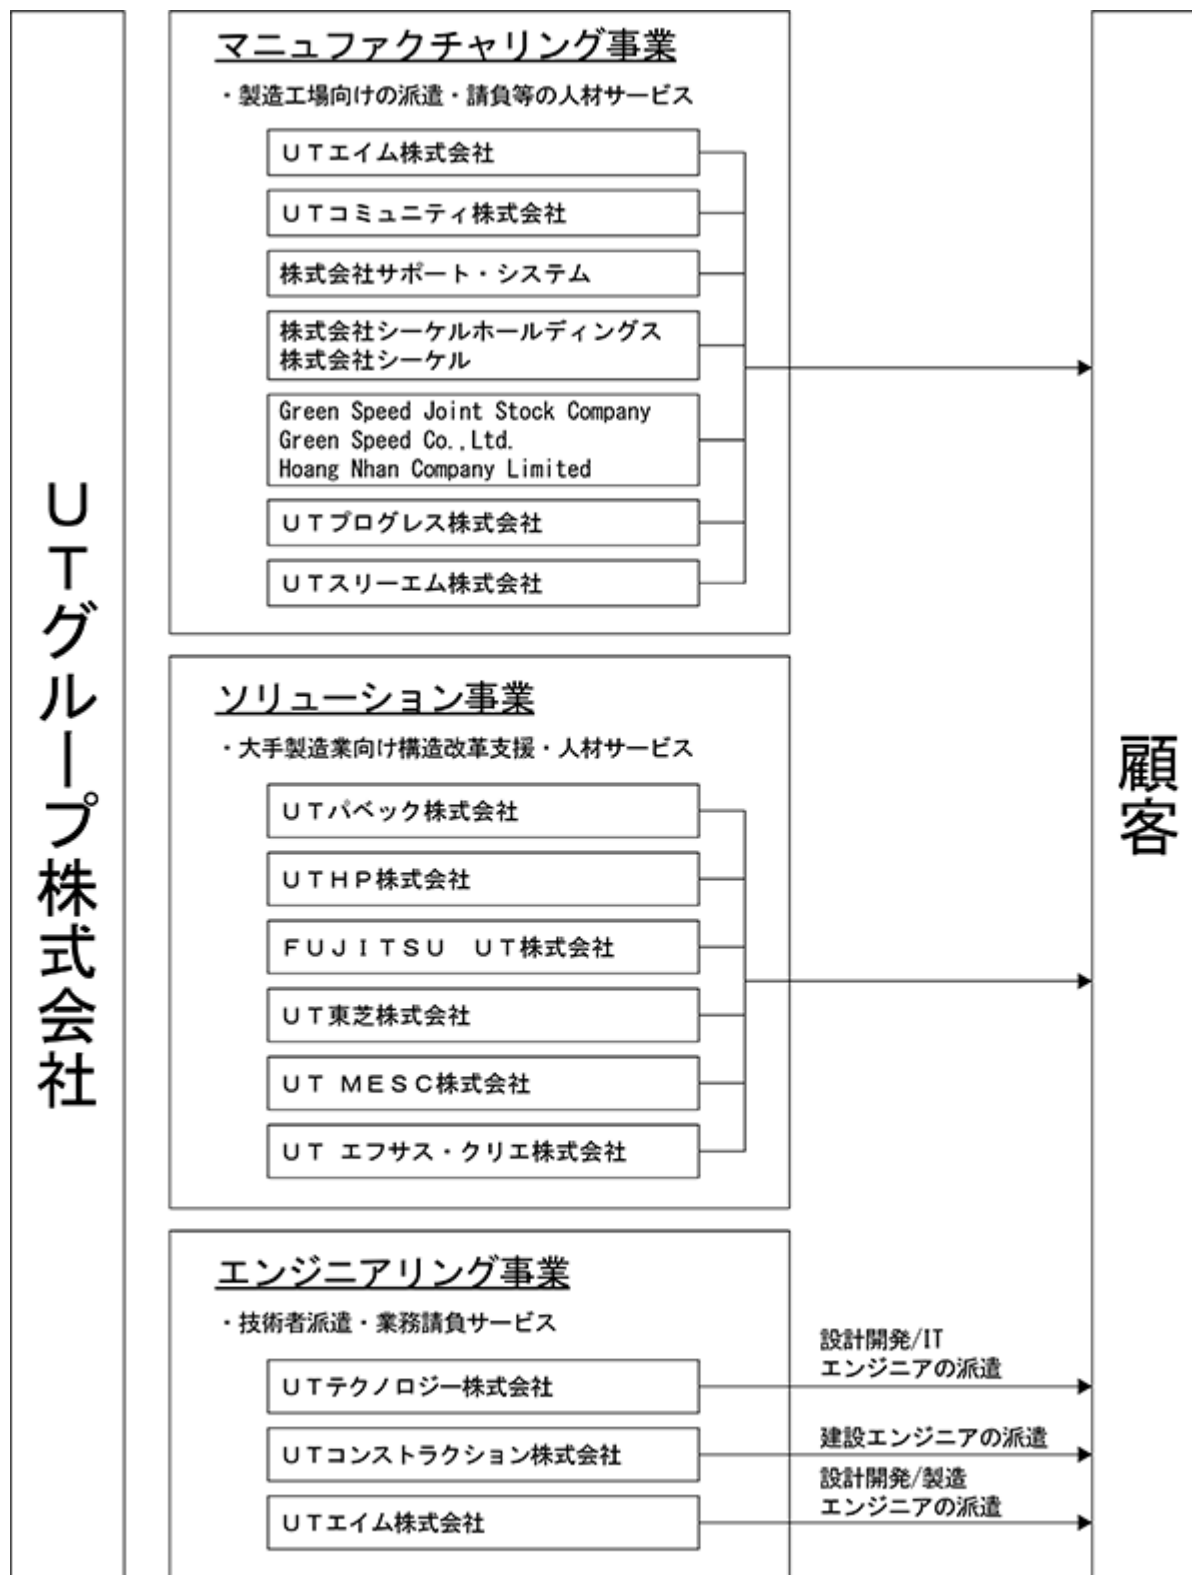 UTグループ株式会社
マニュファクチャリング事業
・製造工場向けの派遣・請負等の人材サービス
UTエイム株式会社
UTコミュニティ株式会社
株式会社サポート・システム
株式会社シーケルホールディングス
株式会社シーケル
Green Speed Joint Stock Company
Green Speed Co.,Ltd.
Hoang Nhan Company Limited
UTプログレス株式会社
UTスリーエム株式会社
ソリューション事業
・大手製造業向け構造改革支援・人材サービス
UTパベック株式会社
UTHP株式会社
FUJITSU UT株式会社
UT東芝株式会社
UT MESC株式会社
UT エフサス・クリエ株式会社
エンジニアリング事業
・技術者派遣・業務請負サービス
UTテクノロジー株式会社
設計開発/IT
エンジニアの派遣
UTコンストラクション株式会社
建設エンジニアの派遣
UTエイム株式会社
設計開発/製造
エンジニアの派遣
顧客